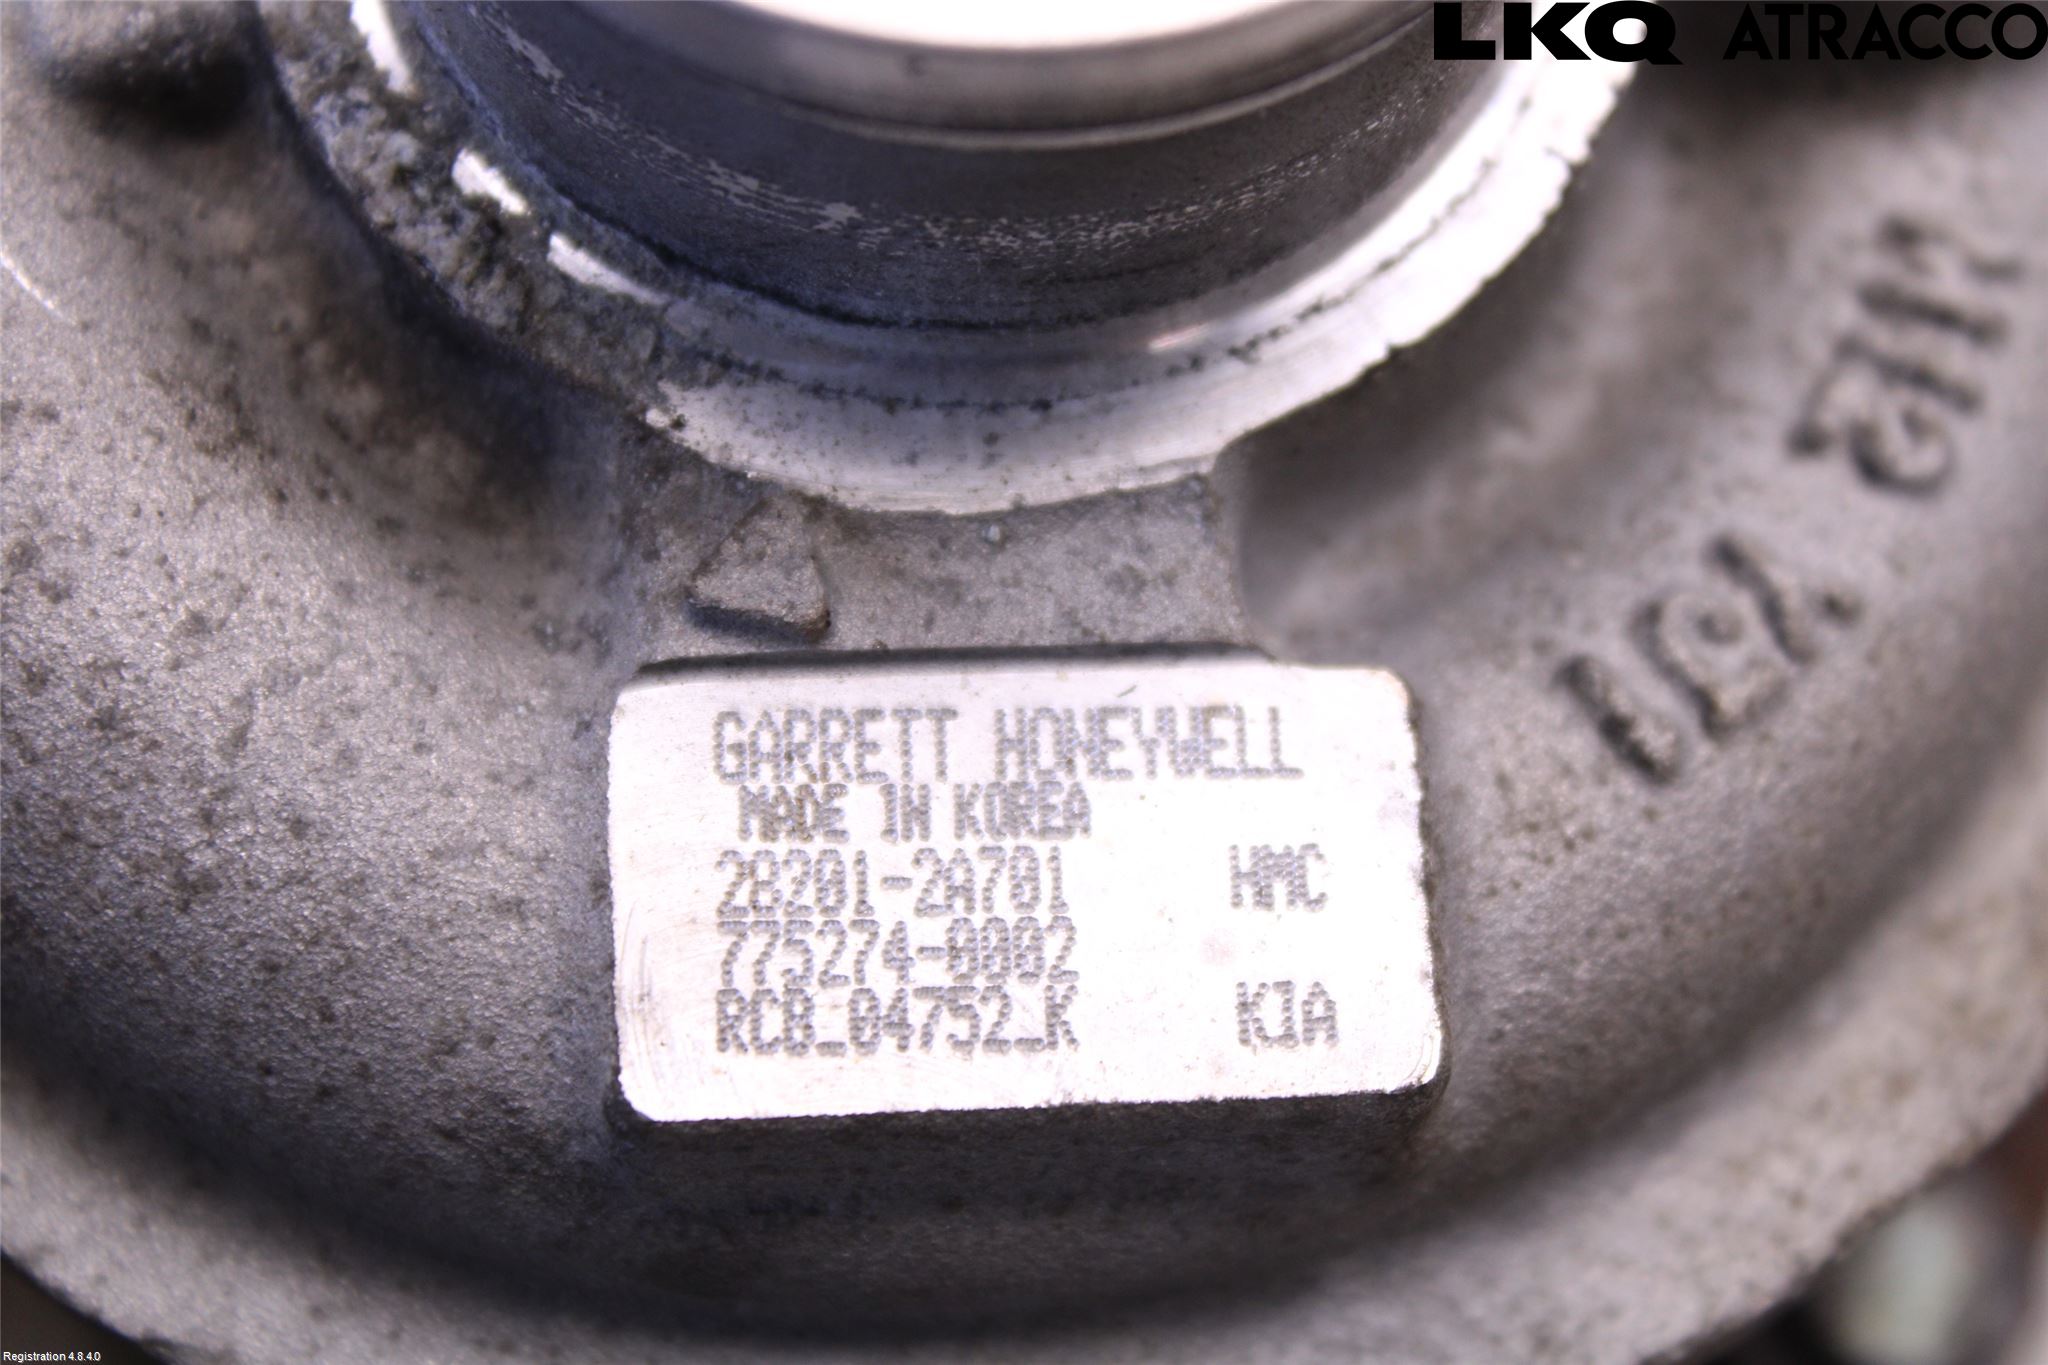 LKQ ATRACCO
GARRETT HONEYWELL
MADE IN KOREA
28201-2A701 HMC
775274-0002
RCB_04752_K KIA
Registration 4.8.4.0